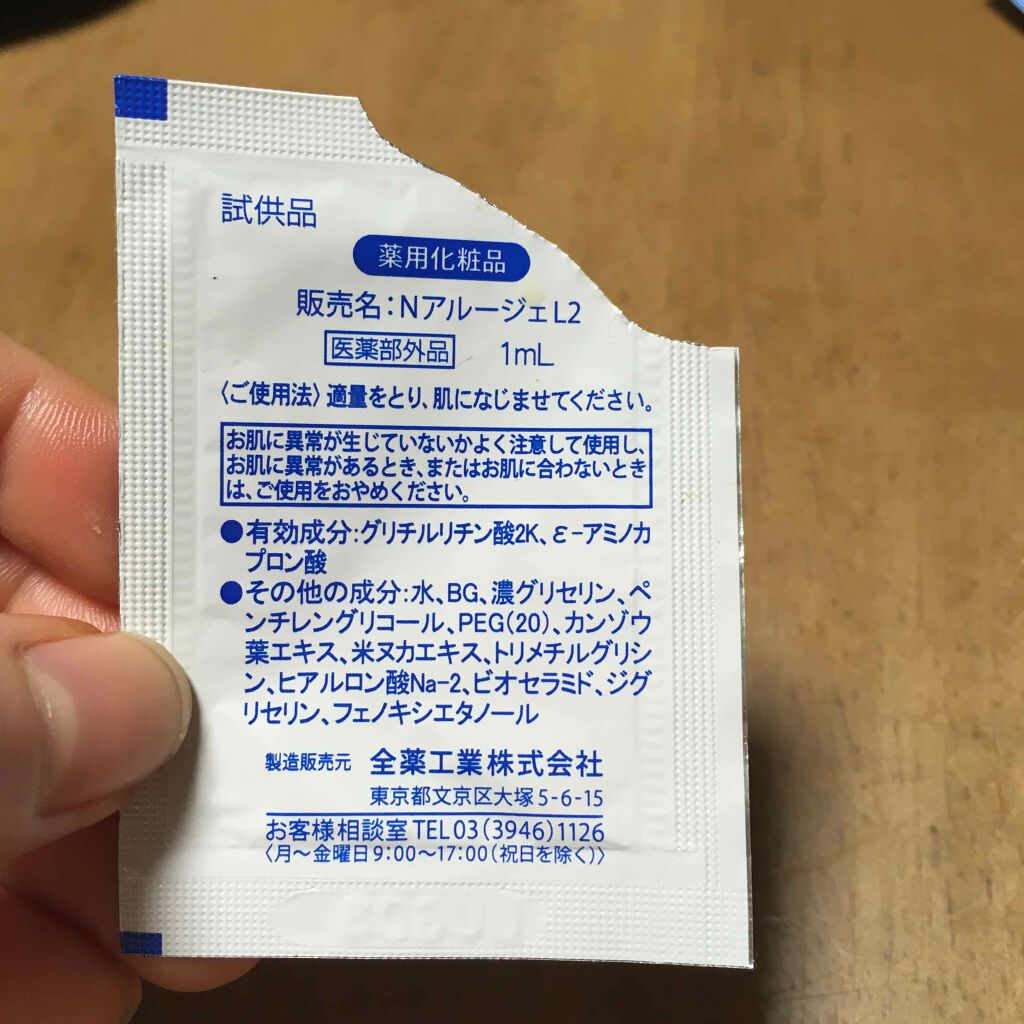 試供品
薬用化粧品
販売名:NアルージェL2
医薬部外品 1mL
〈ご使用法〉適量をとり、肌になじませてください。
お肌に異常が生じていないかよく注意して使用し、
お肌に異常があるとき、またはお肌に合わないとき
は、ご使用をおやめください。
●有効成分:グリチルリチン酸2K、ε-アミノカ
プロン酸
●その他の成分:水、BG、濃グリセリン、ペ
ンチレングリコール、PEG(20)、カンゾウ
葉エキス、米ヌカエキス、トリメチルグリシ
ン、ヒアルロン酸Na-2、ビオセラミド、ジグ
リセリン、フェノキシエタノール
製造販売元 全薬工業株式会社
東京都文京区大塚5-6-15
お客様相談室 TEL03(3946)1126
〈月〜金曜日9:00〜17:00(祝日を除く)〉